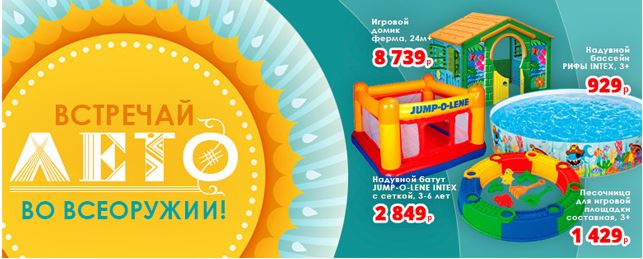 ВСТРЕЧАЙ
ЛЕТО
ВО ВСЕОРУЖИИ!
Игровой
домик
ферма, 24м+
8 739р
Надувной
бассейн
РИФЫ INTEX, 3+
929р
JUMP-O-LENE
Надувной батут
JUMP-O-LENE INTEX
с сеткой, 3-6 лет
2 849р
Песочница
для игровой
площадки
составная, 3+
1 429р